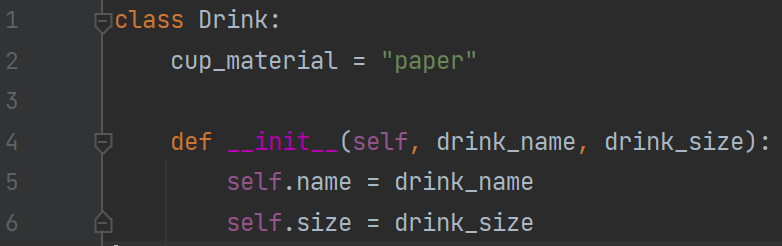 1 class Drink:
2     cup_material = "paper"
3
4     def __init__(self, drink_name, drink_size):
5         self.name = drink_name
6         self.size = drink_size